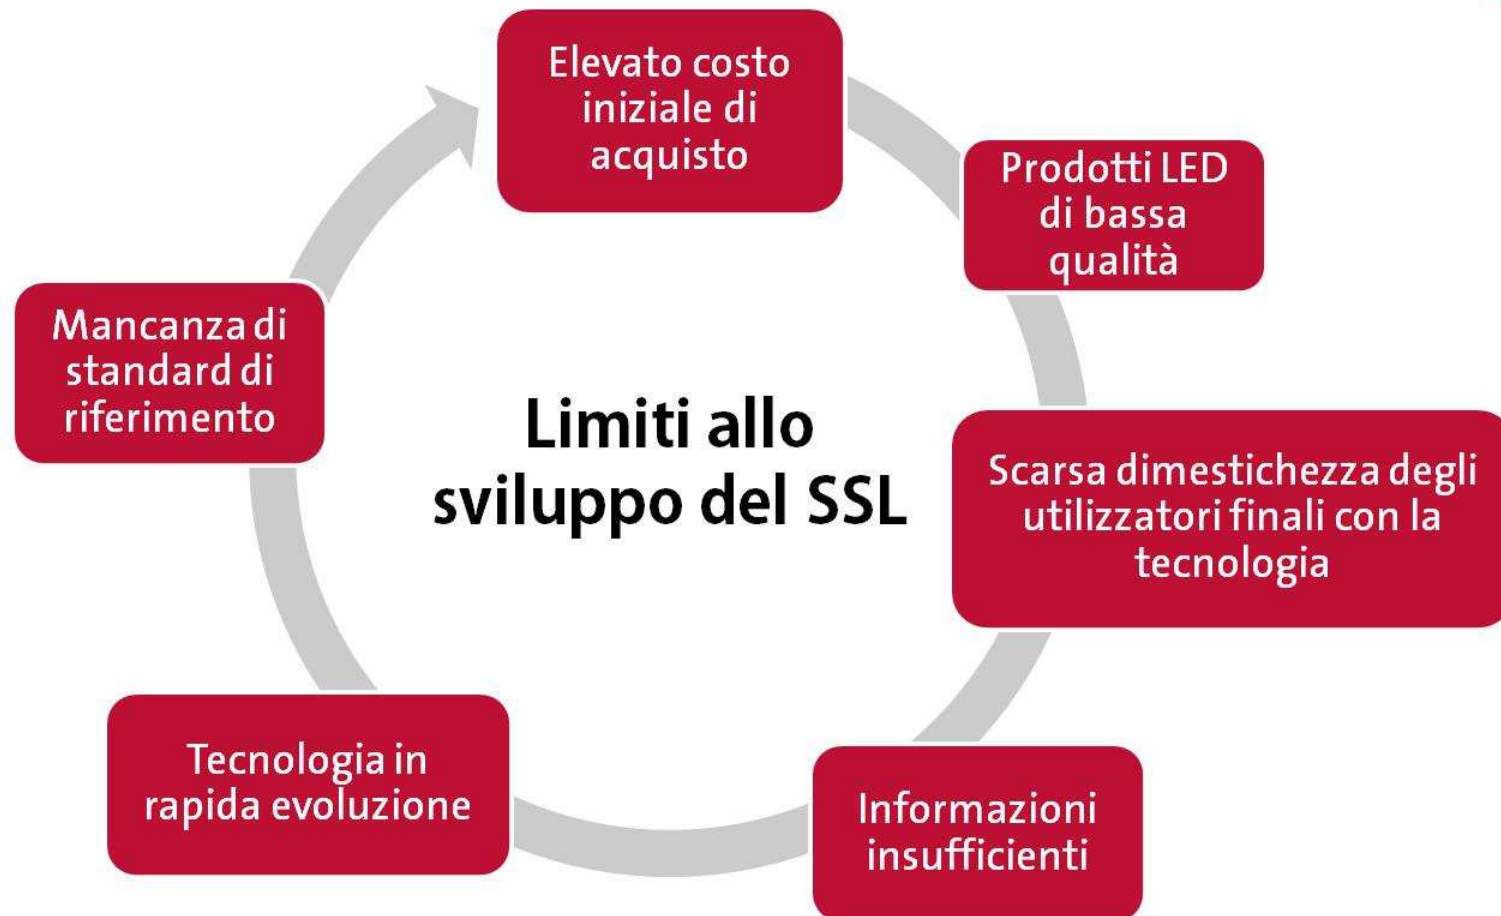 Elevato costo
iniziale di
acquisto
Prodotti LED
di bassa
qualità
Mancanza di
standard di
riferimento
Limiti allo
sviluppo del SSL
Scarsa dimestichezza degli
utilizzatori finali con la
tecnologia
Tecnologia in
rapida evoluzione
Informazioni
insufficienti